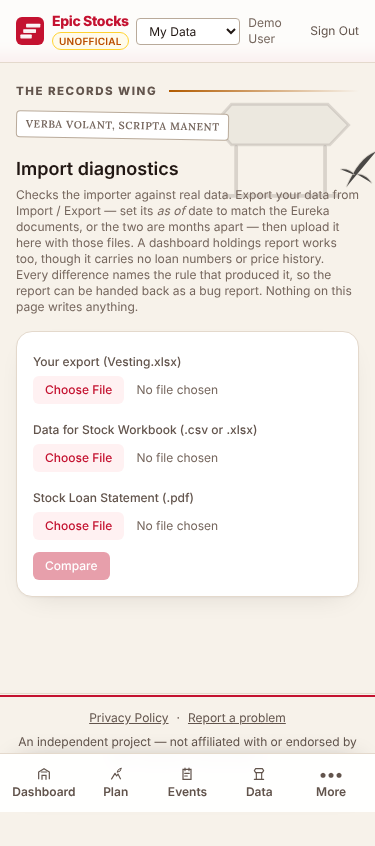 Epic Stocks
UNOFFICIAL
My Data
Demo
User
Sign Out
THE RECORDS WING
VERBA VOLANT, SCRIPTA MANENT
Import diagnostics
Checks the importer against real data. Export your data from
Import / Export — set its as of date to match the Eureka
documents, or the two are months apart — then upload it
here with those files. A dashboard holdings report works
too, though it carries no loan numbers or price history.
Every difference names the rule that produced it, so the
report can be handed back as a bug report. Nothing on this
page writes anything.
Your export (Vesting.xlsx)
Choose File No file chosen
Data for Stock Workbook (.csv or .xlsx)
Choose File No file chosen
Stock Loan Statement (.pdf)
Choose File No file chosen
Compare
Privacy Policy · Report a problem
An independent project — not affiliated with or endorsed by
Dashboard Plan Events Data More